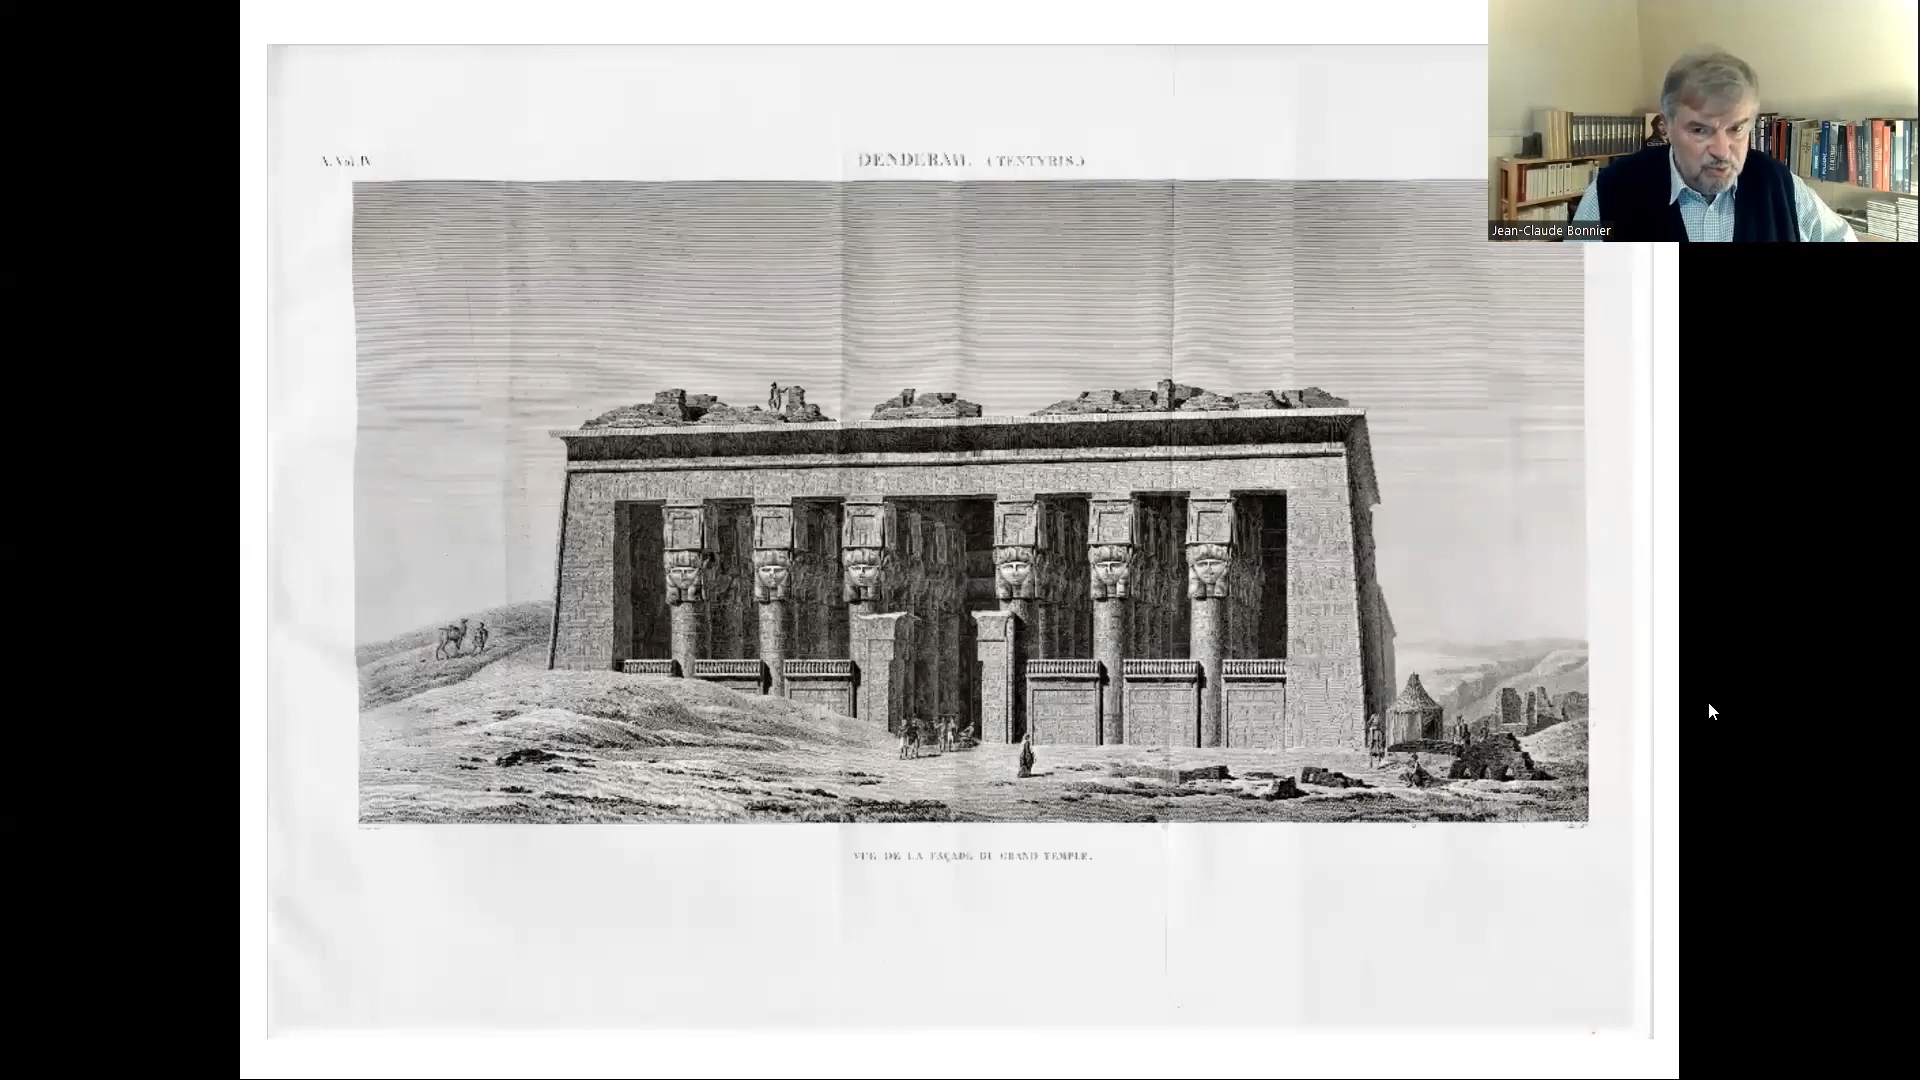 A. Vol. IV
DENDERAH. (TENTYRIS.)
Jean-Claude Bonnier
VUE DE LA FAÇADE DU GRAND TEMPLE.